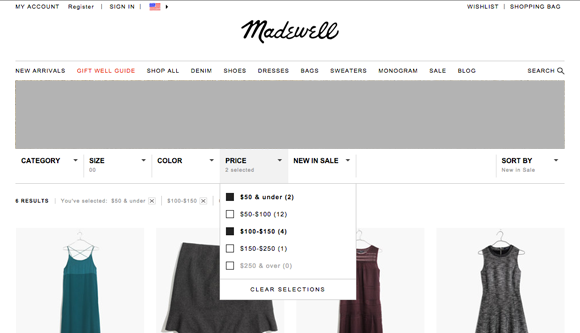 MY ACCOUNT Register | SIGN IN | WISHLIST | SHOPPING BAG
Madewell
NEW ARRIVALS GIFT WELL GUIDE SHOP ALL DENIM SHOES DRESSES BAGS SWEATERS MONOGRAM SALE BLOG SEARCH
CATEGORY SIZE COLOR PRICE NEW IN SALE SORT BY
00 2 selected New in Sale
6 RESULTS | You've selected: $50 & under × | $100-$150 ×
$50 & under (2)
$50-$100 (12)
$100-$150 (4)
$150-$250 (1)
$250 & over (0)
CLEAR SELECTIONS